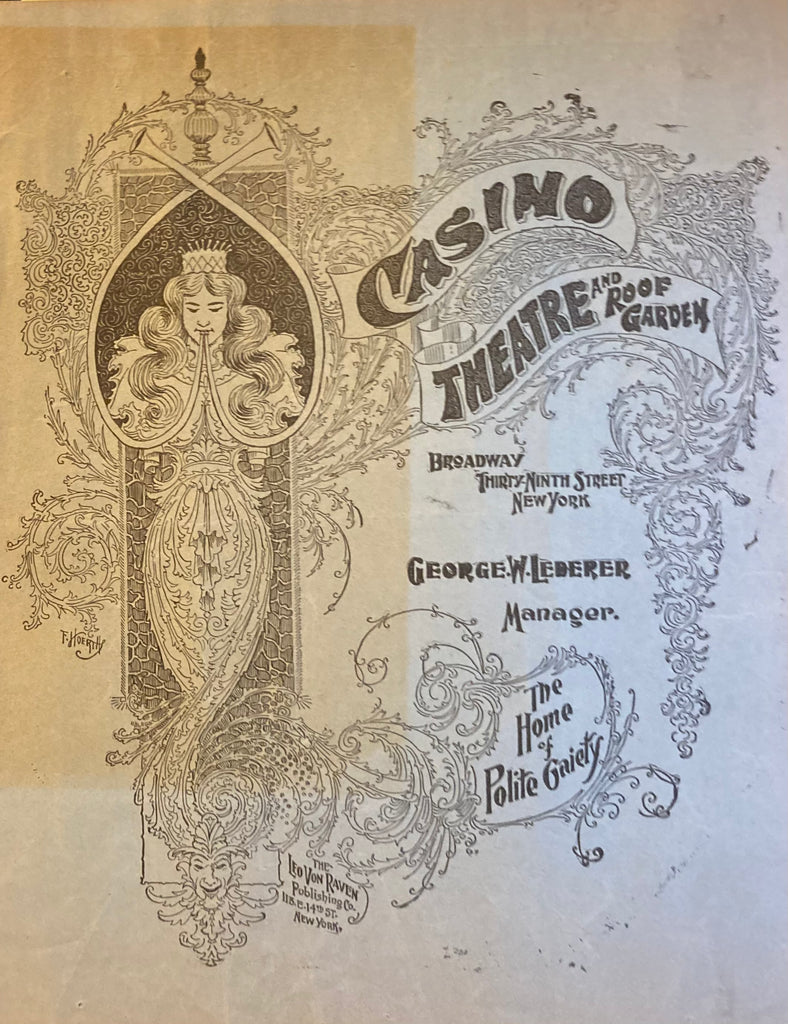 CASINO
THEATRE AND ROOF GARDEN
BROADWAY
THIRTY-NINTH STREET
NEW YORK
GEORGE.W.LEDERER
Manager.
The
Home
of
Polite Gaiety
F. HOERTH
THE
LEO VON RAVEN
Publishing Co.
118.E.14TH ST.
NEW YORK,